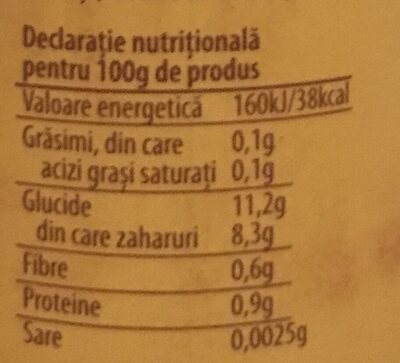 Declarație nutrițională
pentru 100g de produs
Valoare energetică 160kJ/38kcal
Grăsimi, din care 0,1g
acizi grași saturați 0,1g
Glucide 11,2g
din care zaharuri 8,3g
Fibre 0,6g
Proteine 0,9g
Sare 0,0025g